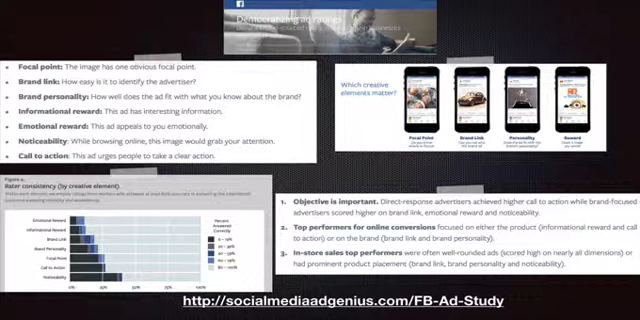 Democratizing ad ratings
• Focal point: The image has one obvious focal point.
• Brand link: How easy is it to identify the advertiser?
• Brand personality: How well does the ad fit with what you know about the brand?
• Informational reward: This ad has interesting information.
• Emotional reward: This ad appeals to you emotionally.
• Noticeability: While browsing online, this image would grab your attention.
• Call to action: This ad urges people to take a clear action.
Which creative
elements matter?
Focal Point
Brand Link
Personality
Reward
Rater consistency (by creative element)
Emotional Reward
Informational Reward
Brand Link
Brand Personality
Focal Point
Call to Action
Noticeability
Percent
Answered
Correctly
1. Objective is important. Direct-response advertisers achieved higher call to action while brand-focused
advertisers scored higher on brand link, emotional reward and noticeability.
2. Top performers for online conversions focused on either the product (informational reward and call
to action) or on the brand (brand link and brand personality).
3. In-store sales top performers were often well-rounded ads (scored high on nearly all dimensions) or
had prominent product placement (brand link, brand personality and noticeability).
http://socialmediaadgenius.com/FB-Ad-Study